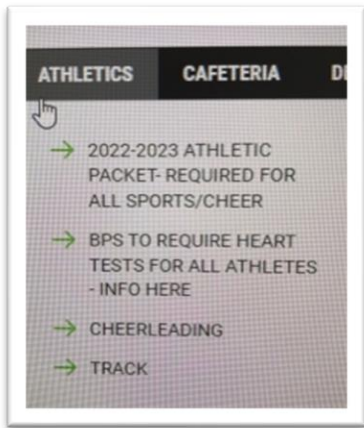 ATHLETICS CAFETERIA
2022-2023 ATHLETIC
PACKET- REQUIRED FOR
ALL SPORTS/CHEER
BPS TO REQUIRE HEART
TESTS FOR ALL ATHLETES
- INFO HERE
CHEERLEADING
TRACK